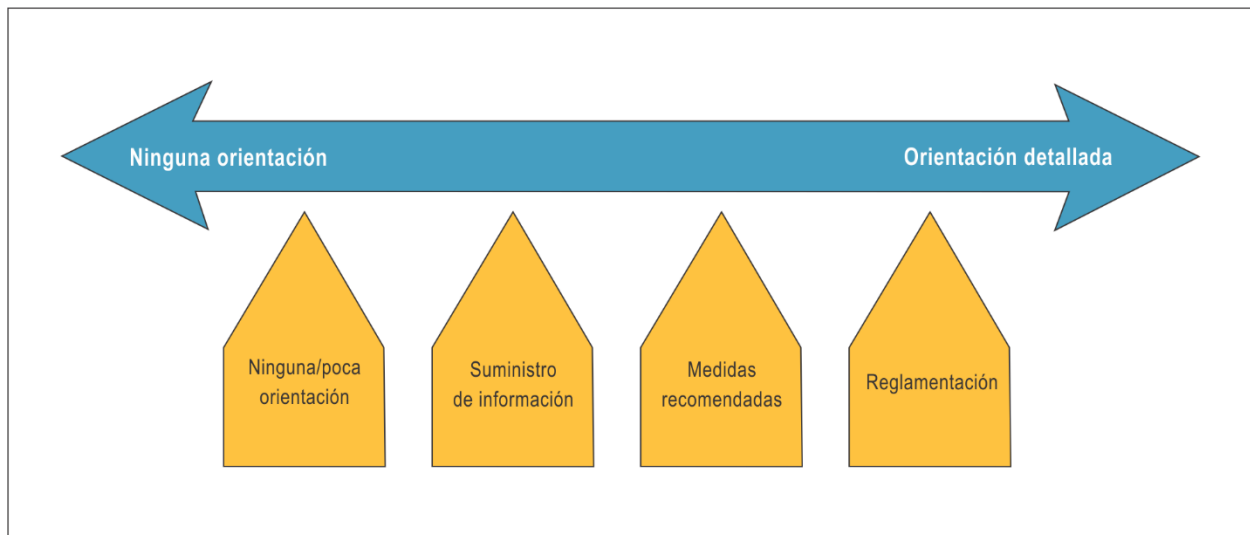 Ninguna orientación
Orientación detallada
Ninguna/poca
orientación
Suministro
de información
Medidas
recomendadas
Reglamentación